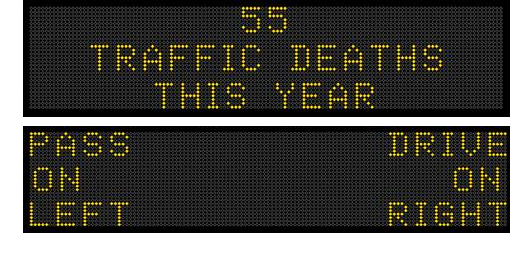 55
TRAFFIC DEATHS
THIS YEAR
PASS DRIVE
ON ON
LEFT RIGHT